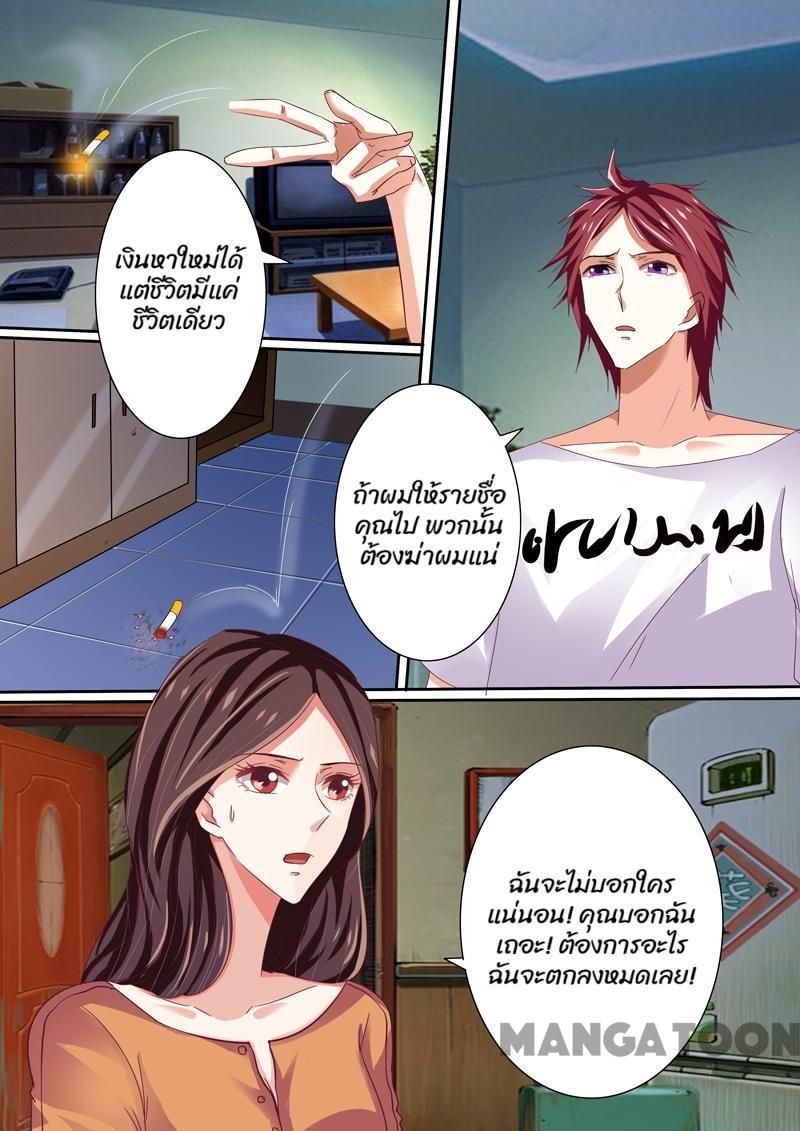 เงินหาใหม่ได้
แต่ชีวิตมีแค่
ชีวิตเดียว
ถ้าผมให้รายชื่อ
คุณไป พวกนั้น
ต้องฆ่าผมแน่
ฉันจะไม่บอกใคร
แน่นอน! คุณบอกฉัน
เถอะ! ต้องการอะไร
ฉันจะตกลงหมดเลย!
MANGATOON